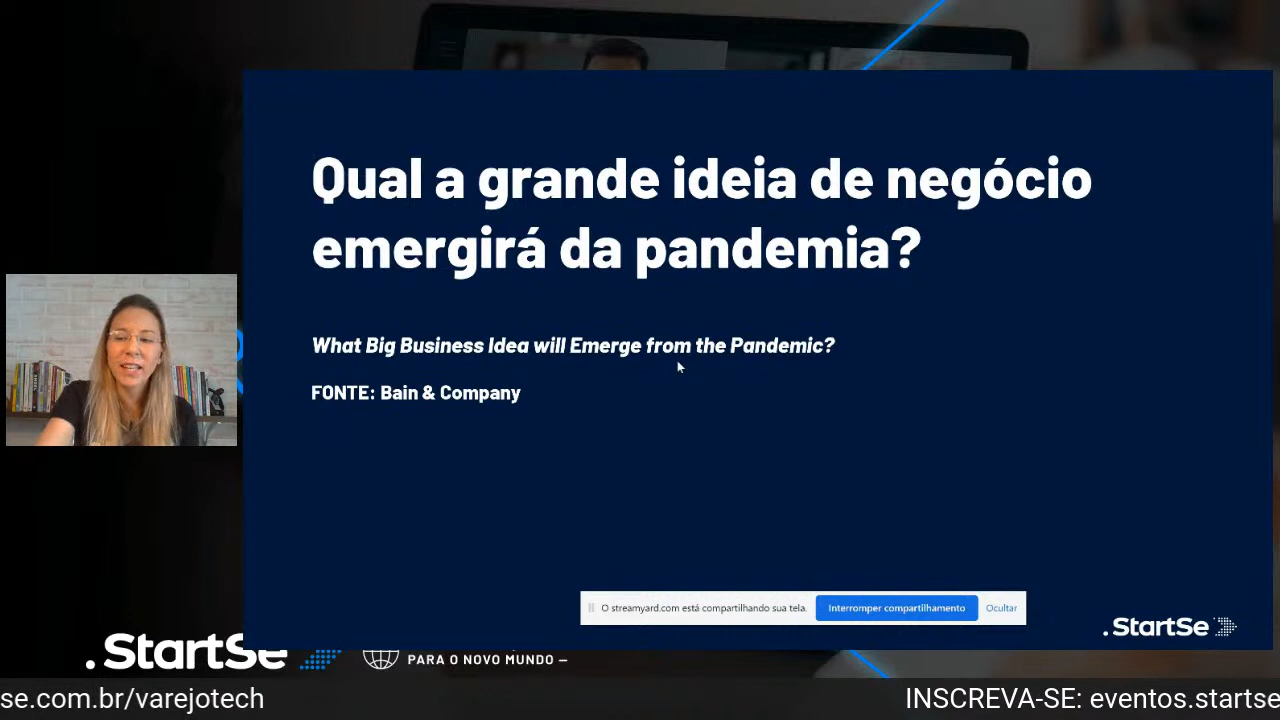 Qual a grande ideia de negócio
emergirá da pandemia?
What Big Business Idea will Emerge from the Pandemic?
FONTE: Bain & Company
O streamyard.com está compartilhando sua tela.
Interromper compartilhamento
Ocultar
.StartSe
.StartSe
PARA O NOVO MUNDO –
se.com.br/varejotech
INSCREVA-SE: eventos.startse